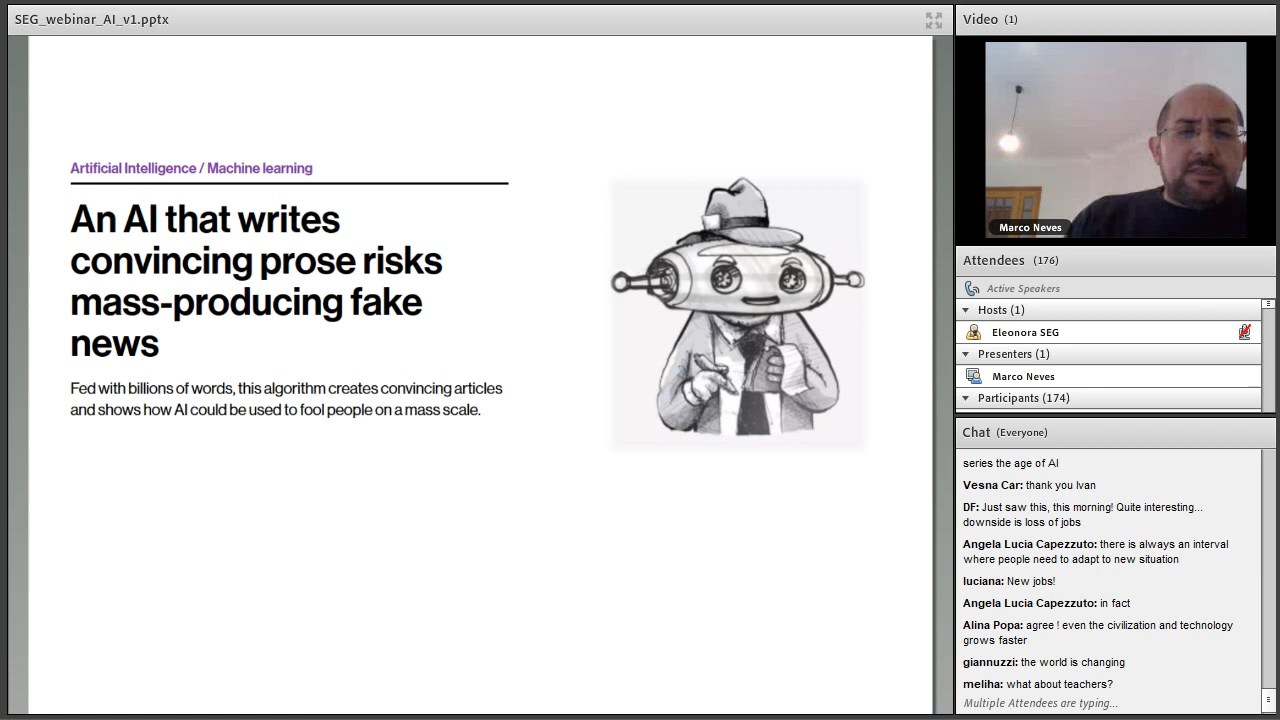 SEG_webinar_AI_v1.pptx
Artificial Intelligence / Machine learning
An AI that writes
convincing prose risks
mass-producing fake
news
Fed with billions of words, this algorithm creates convincing articles
and shows how AI could be used to fool people on a mass scale.
Video (1)
Marco Neves
Attendees (176)
Active Speakers
Hosts (1)
Eleonora SEG
Presenters (1)
Marco Neves
Participants (174)
Chat (Everyone)
series the age of AI
Vesna Car: thank you Ivan
DF: Just saw this, this morning! Quite interesting...
downside is loss of jobs
Angela Lucia Capezzuto: there is always an interval
where people need to adapt to new situation
luciana: New jobs!
Angela Lucia Capezzuto: in fact
Alina Popa: agree ! even the civilization and technology
grows faster
giannuzzi: the world is changing
meliha: what about teachers?
Multiple Attendees are typing...